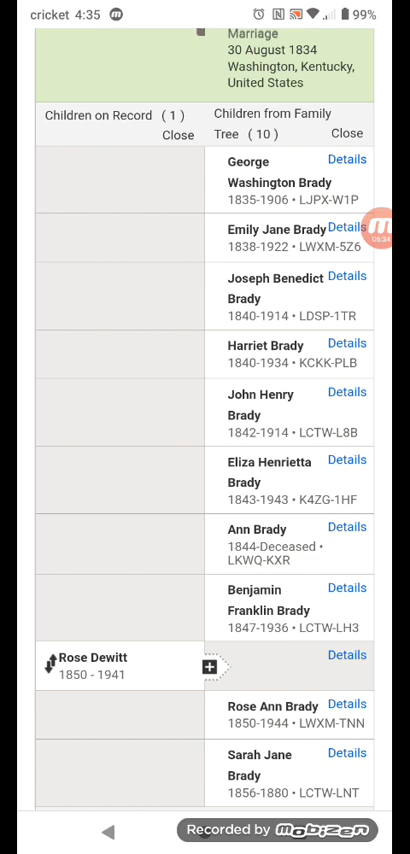 cricket 4:35 99%
Marriage
30 August 1834
Washington, Kentucky,
United States
Children on Record ( 1 )
Close
Children from Family
Tree ( 10 ) Close
George Details
Washington Brady
1835-1906 • LJPX-W1P
Emily Jane Brady Details
1838-1922 • LWXM-5Z6
06:34
Joseph Benedict Details
Brady
1840-1914 • LDSP-1TR
Harriet Brady Details
1840-1934 • KCKK-PLB
John Henry Details
Brady
1842-1914 • LCTW-L8B
Eliza Henrietta Details
Brady
1843-1943 • K4ZG-1HF
Ann Brady Details
1844-Deceased •
LKWQ-KXR
Benjamin Details
Franklin Brady
1847-1936 • LCTW-LH3
Rose Dewitt Details
1850 - 1941
Rose Ann Brady Details
1850-1944 • LWXM-TNN
Sarah Jane Details
Brady
1856-1880 • LCTW-LNT
Recorded by mobizen